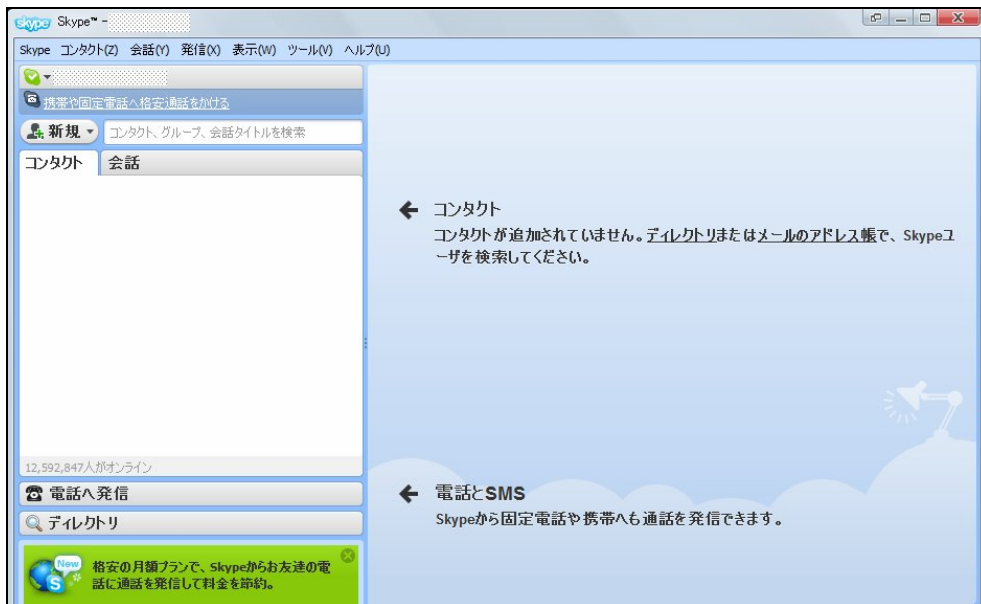 skype Skype™ -
Skype コンタクト(Z) 会話(Y) 発信(X) 表示(W) ツール(V) ヘルプ(U)
携帯や固定電話へ格安通話をかける
新規 コンタクト、グループ、会話タイトルを検索
コンタクト 会話
コンタクト
コンタクトが追加されていません。ディレクトリまたはメールのアドレス帳で、Skypeユ
ーザを検索してください。
12,592,847人がオンライン
電話へ発信
ディレクトリ
電話とSMS
Skypeから固定電話や携帯へも通話を発信できます。
New
S
格安の月額プランで、Skypeからお友達の電
話に通話を発信して料金を節約。